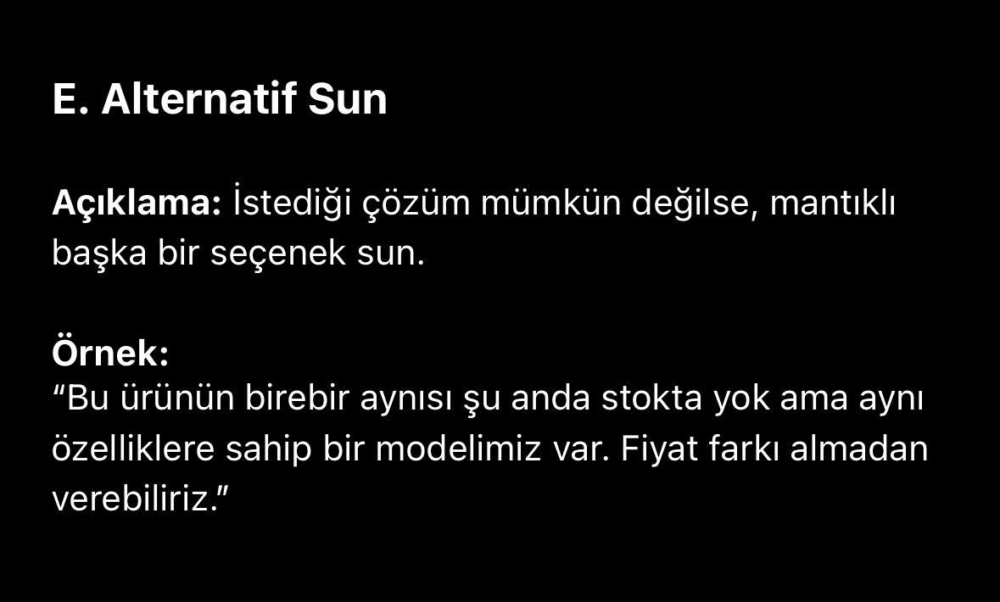 E. Alternatif Sun
Açıklama: İstediği çözüm mümkün değilse, mantıklı
başka bir seçenek sun.
Örnek:
“Bu ürünün birebir aynısı şu anda stokta yok ama aynı
özelliklere sahip bir modelimiz var. Fiyat farkı almadan
verebiliriz.”